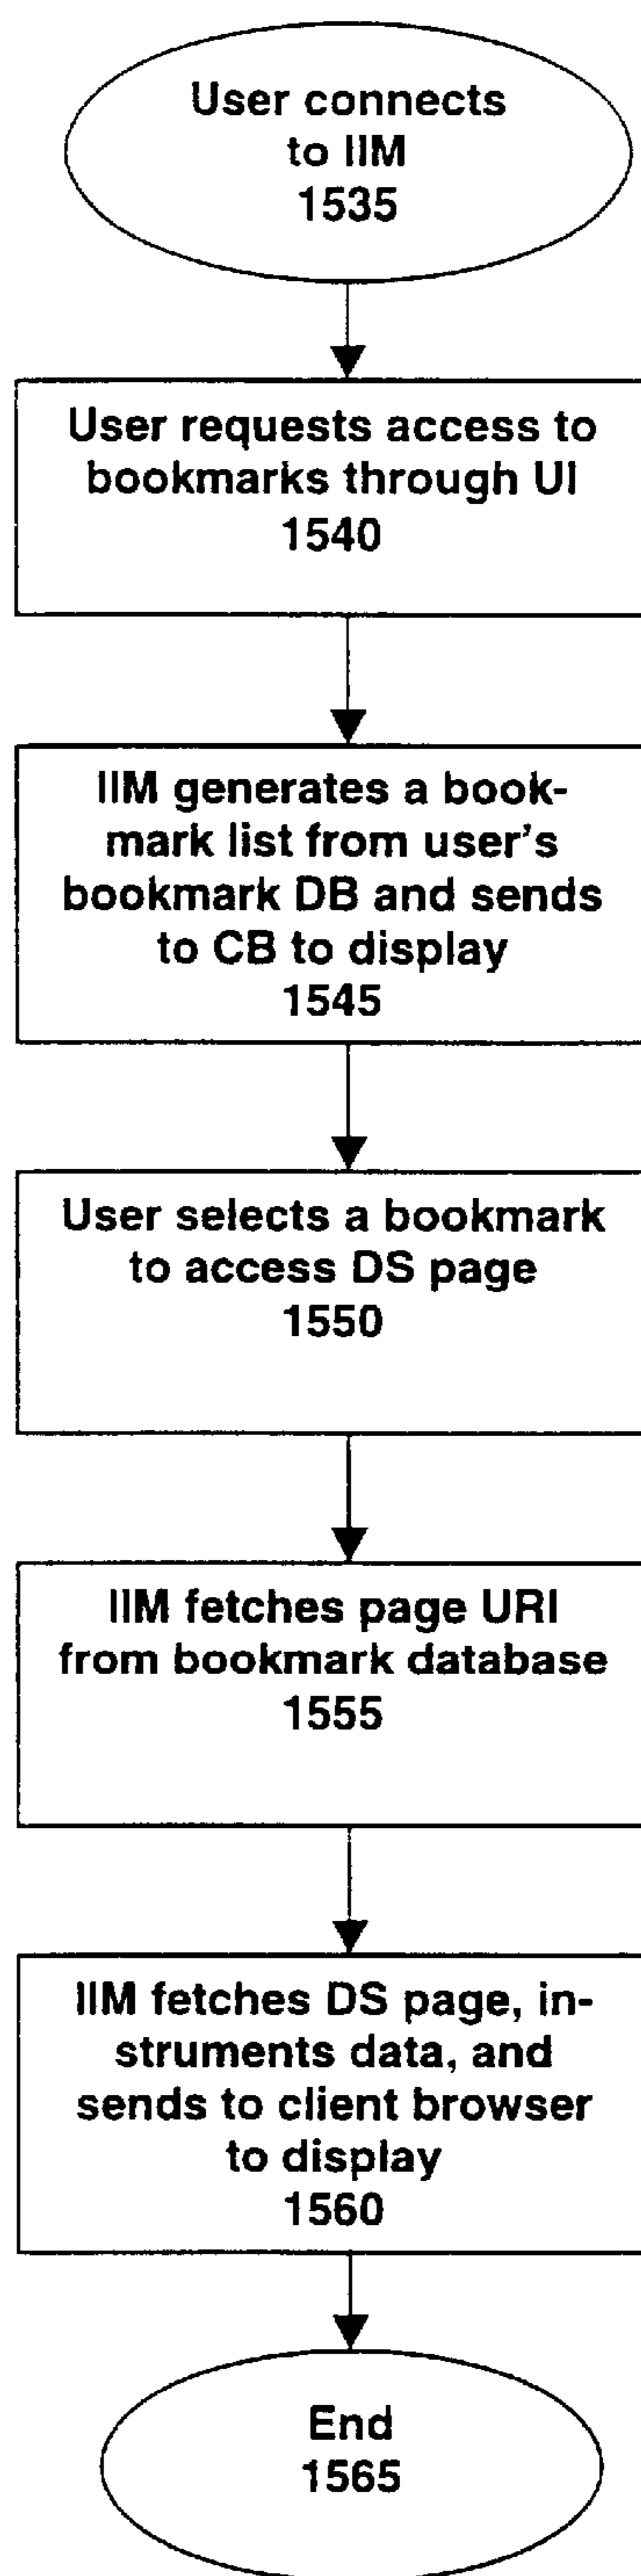 User connects
to IIM
1535
User requests access to
bookmarks through UI
1540
IIM generates a book-
mark list from user's
bookmark DB and sends
to CB to display
1545
User selects a bookmark
to access DS page
1550
IIM fetches page URI
from bookmark database
1555
IIM fetches DS page, in-
struments data, and
sends to client browser
to display
1560
End
1565